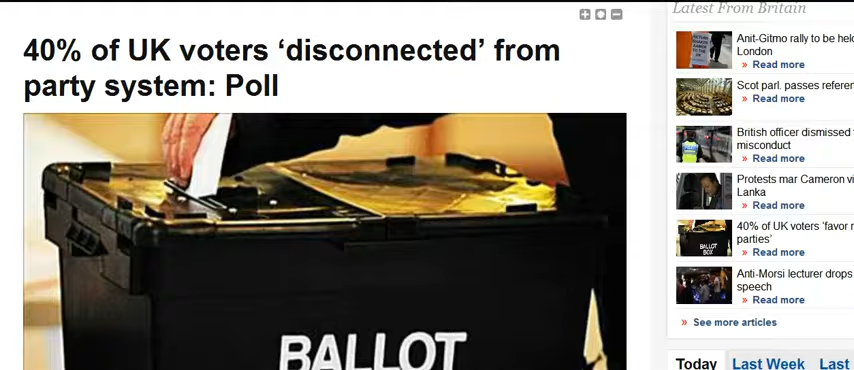 40% of UK voters ‘disconnected’ from
party system: Poll
BALLOT
Latest From Britain
Anit-Gitmo rally to be held
London
» Read more
Scot parl. passes referen
» Read more
British officer dismissed
misconduct
» Read more
Protests mar Cameron vi
Lanka
» Read more
40% of UK voters ‘favor n
parties’
» Read more
BALLOT
BOX
Anti-Morsi lecturer drops
speech
» Read more
» See more articles
Today Last Week Last